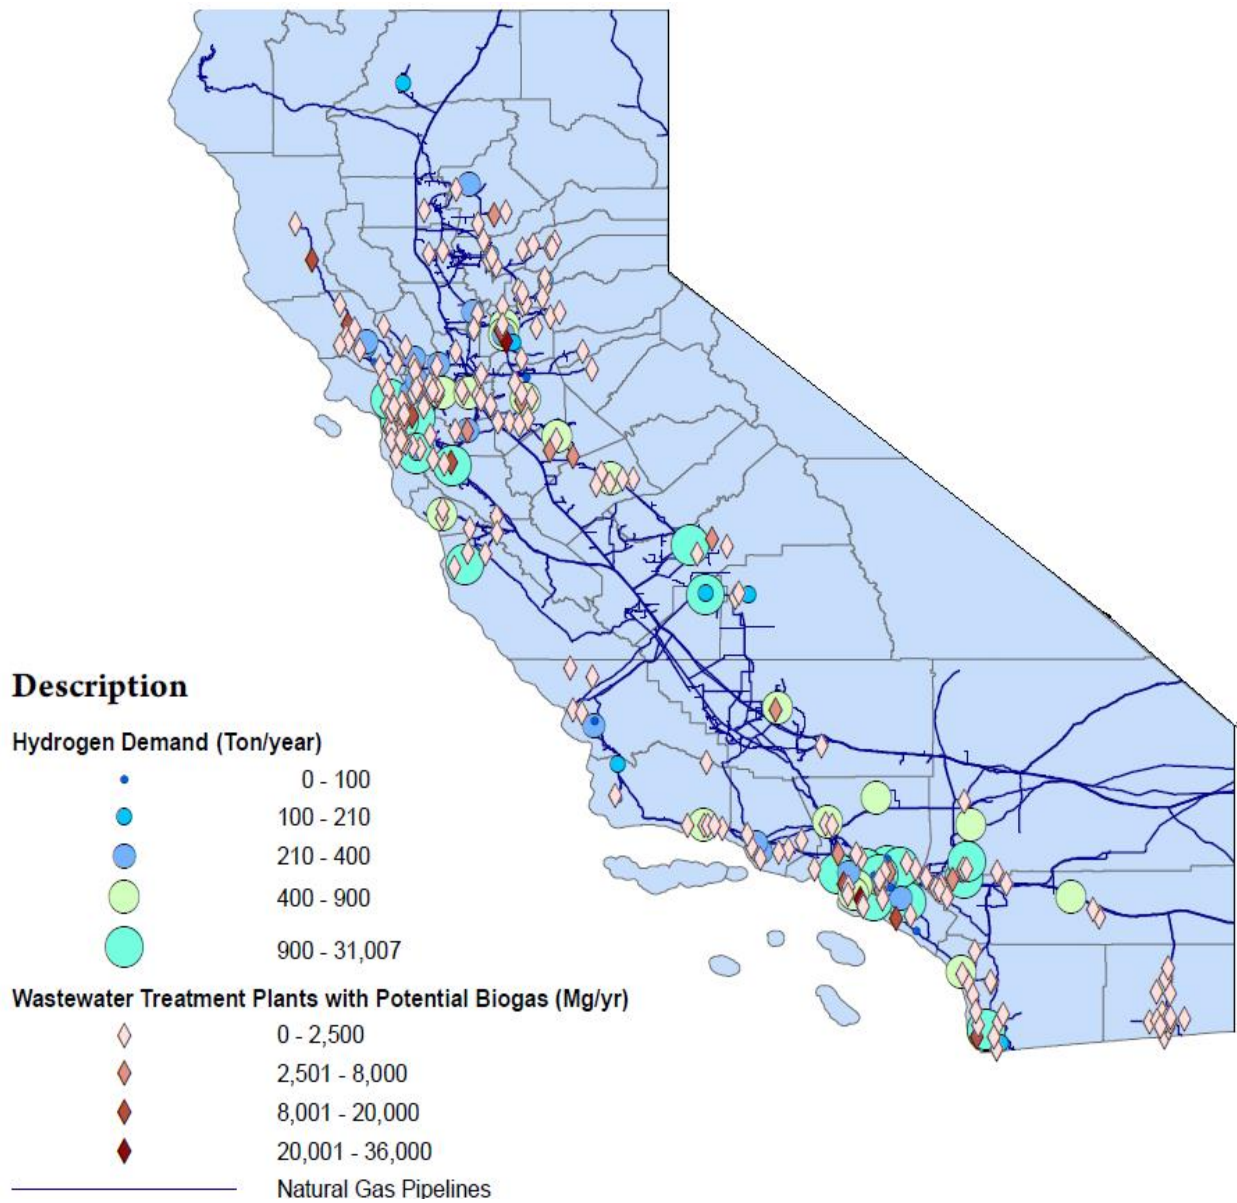 Description
Hydrogen Demand (Ton/year)
0 - 100
100 - 210
210 - 400
400 - 900
900 - 31,007
Wastewater Treatment Plants with Potential Biogas (Mg/yr)
0 - 2,500
2,501 - 8,000
8,001 - 20,000
20,001 - 36,000
Natural Gas Pipelines